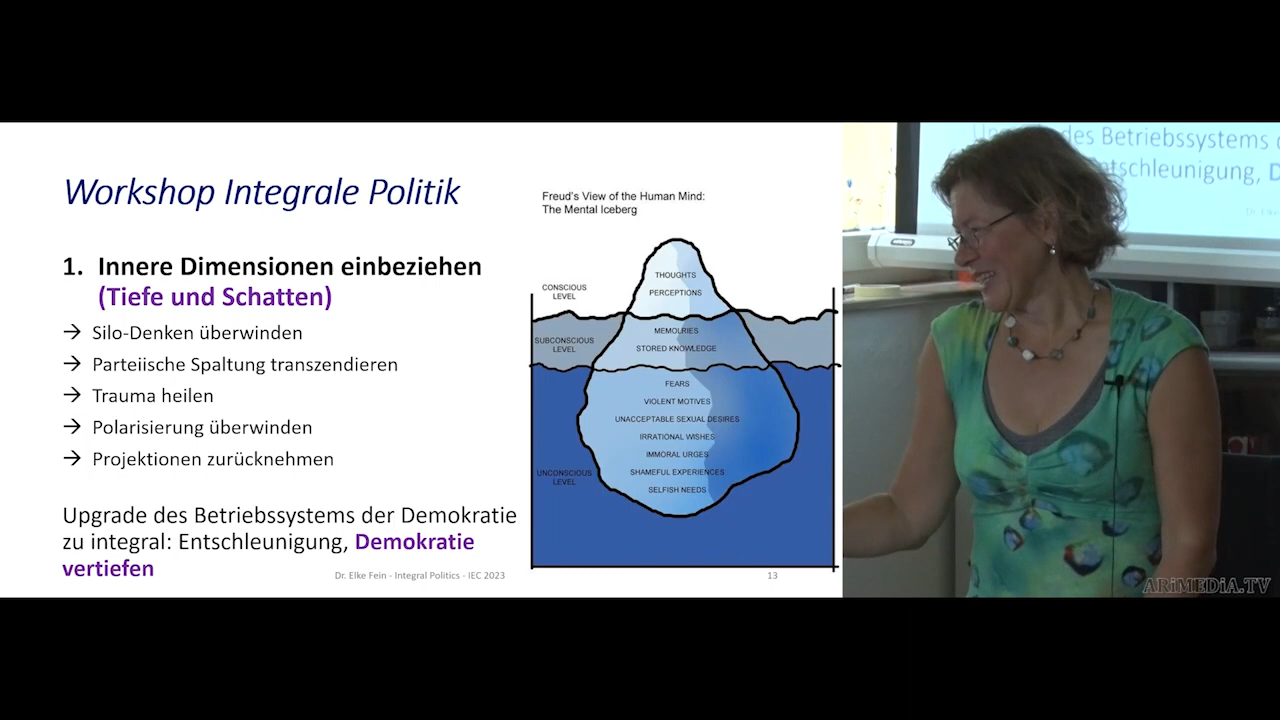 Workshop Integrale Politik
1. Innere Dimensionen einbeziehen
(Tiefe und Schatten)
→ Silo-Denken überwinden
→ Parteiische Spaltung transzendieren
→ Trauma heilen
→ Polarisierung überwinden
→ Projektionen zurücknehmen
Upgrade des Betriebssystems der Demokratie
zu integral: Entschleunigung, Demokratie
vertiefen
Dr. Elke Fein - Integral Politics - IEC 2023
13
Freud's View of the Human Mind:
The Mental Iceberg
CONSCIOUS
LEVEL
THOUGHTS
PERCEPTIONS
SUBCONSCIOUS
LEVEL
MEMOLRIES
STORED KNOWLEDGE
UNCONSCIOUS
LEVEL
FEARS
VIOLENT MOTIVES
UNACCEPTABLE SEXUAL DESIRES
IRRATIONAL WISHES
IMMORAL URGES
SHAMEFUL EXPERIENCES
SELFISH NEEDS
des Betriebssystems
tschleunigung,
Dr. Elke
ARiMEDiA.TV